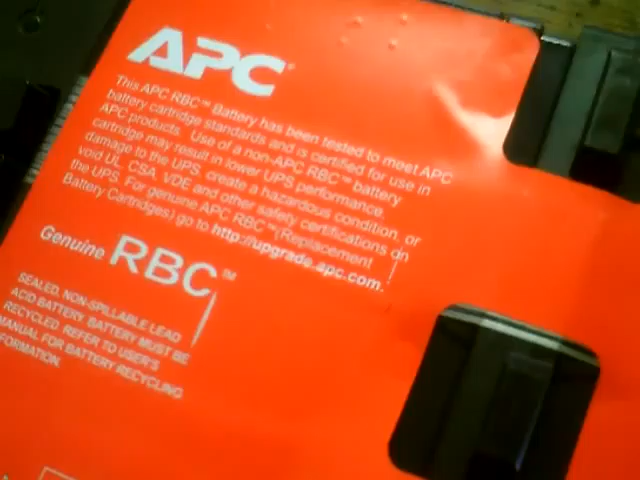 APC®
This APC RBC™ Battery has been tested to meet APC
battery cartridge standards and is certified for use in
APC products. Use of a non-APC RBC™ battery
cartridge may result in lower UPS performance,
damage to the UPS, create a hazardous condition, or
void UL, CSA, VDE and other safety certifications on
the UPS. For genuine APC RBC™ (Replacement
Battery Cartridges) go to http://upgrade.apc.com.
Genuine RBC™
SEALED, NON-SPILLABLE LEAD
ACID BATTERY. BATTERY MUST BE
RECYCLED. REFER TO USER'S
MANUAL FOR BATTERY RECYCLING
FORMATION.